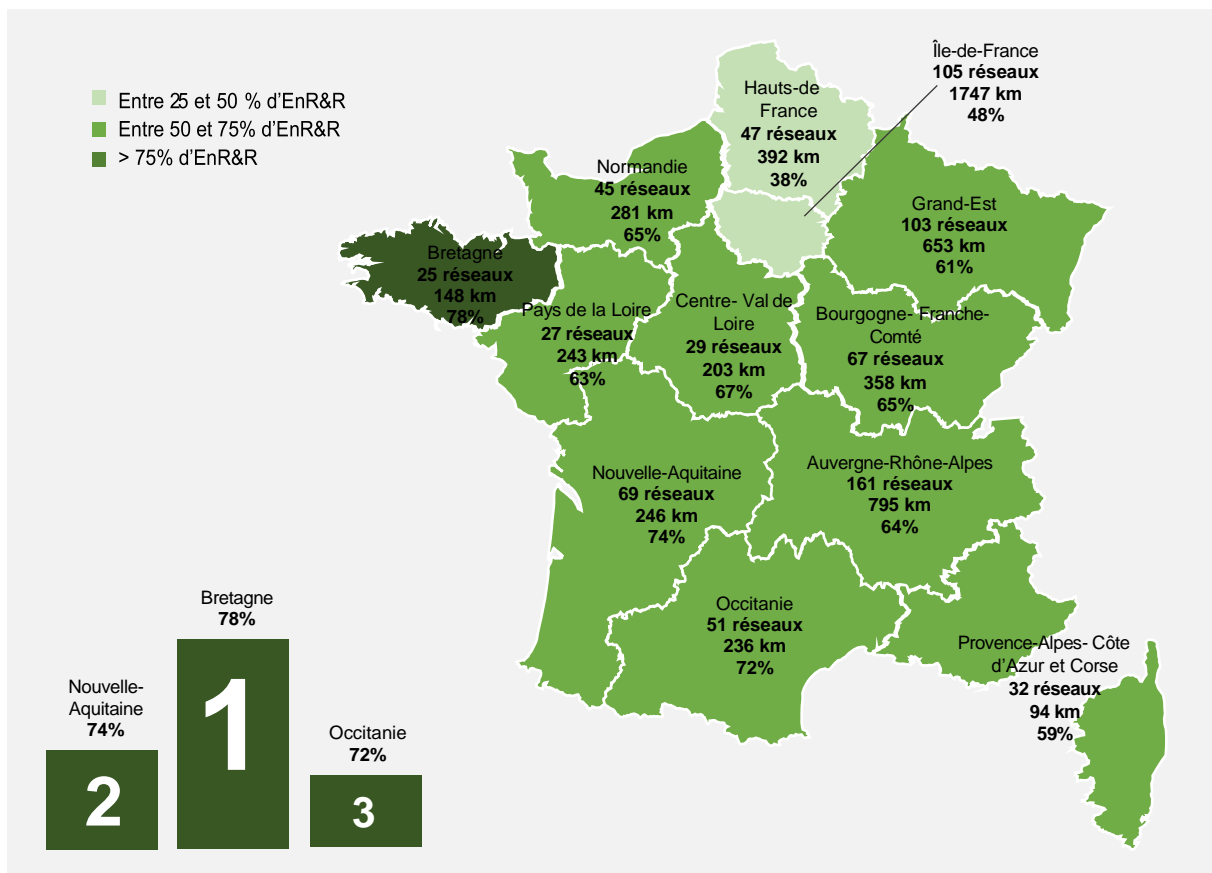 Entre 25 et 50 % d'EnR&R
Entre 50 et 75% d'EnR&R
> 75% d'EnR&R
Île-de-France
105 réseaux
1747 km
48%
Hauts-de
France
47 réseaux
392 km
38%
Normandie
45 réseaux
281 km
65%
Grand-Est
103 réseaux
653 km
61%
Bretagne
25 réseaux
148 km
78%
Pays de la Loire
27 réseaux
243 km
63%
Centre- Val de
Loire
29 réseaux
203 km
67%
Bourgogne- Franche-
Comté
67 réseaux
358 km
65%
Nouvelle-Aquitaine
69 réseaux
246 km
74%
Auvergne-Rhône-Alpes
161 réseaux
795 km
64%
Occitanie
51 réseaux
236 km
72%
Provence-Alpes- Côte
d'Azur et Corse
32 réseaux
94 km
59%
Nouvelle-
Aquitaine
74%
2
Bretagne
78%
1
Occitanie
72%
3